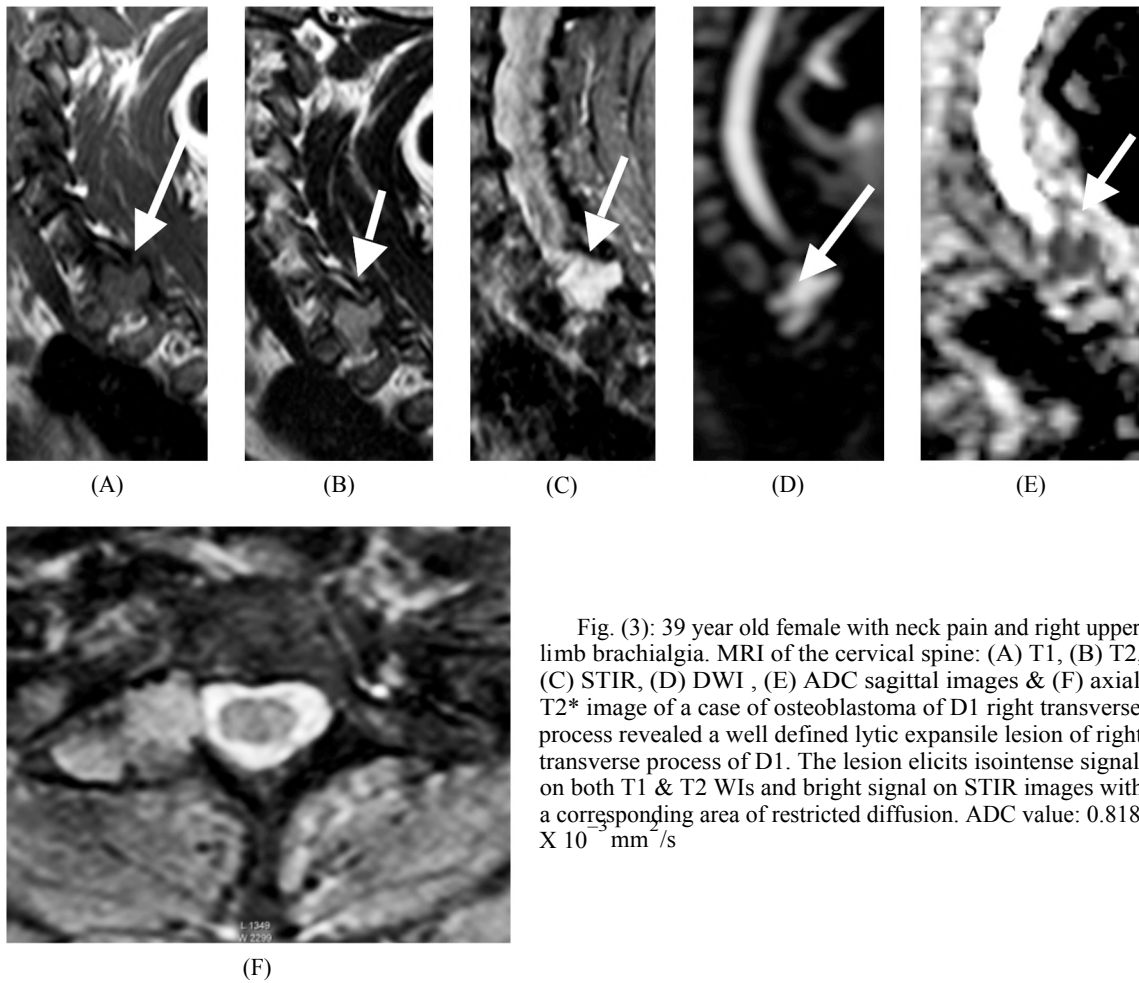 (A)
(B)
(C)
(D)
(E)
Fig. (3): 39 year old female with neck pain and right upper
limb brachialgia. MRI of the cervical spine: (A) T1, (B) T2,
(C) STIR, (D) DWI , (E) ADC sagittal images & (F) axial
T2* image of a case of osteoblastoma of D1 right transverse
process revealed a well defined lytic expansile lesion of right
transverse process of D1. The lesion elicits isointense signal
on both T1 & T2 WIs and bright signal on STIR images with
a corresponding area of restricted diffusion. ADC value: 0.818
X 10⁻³ mm²/s
L 1349
W 2299
(F)